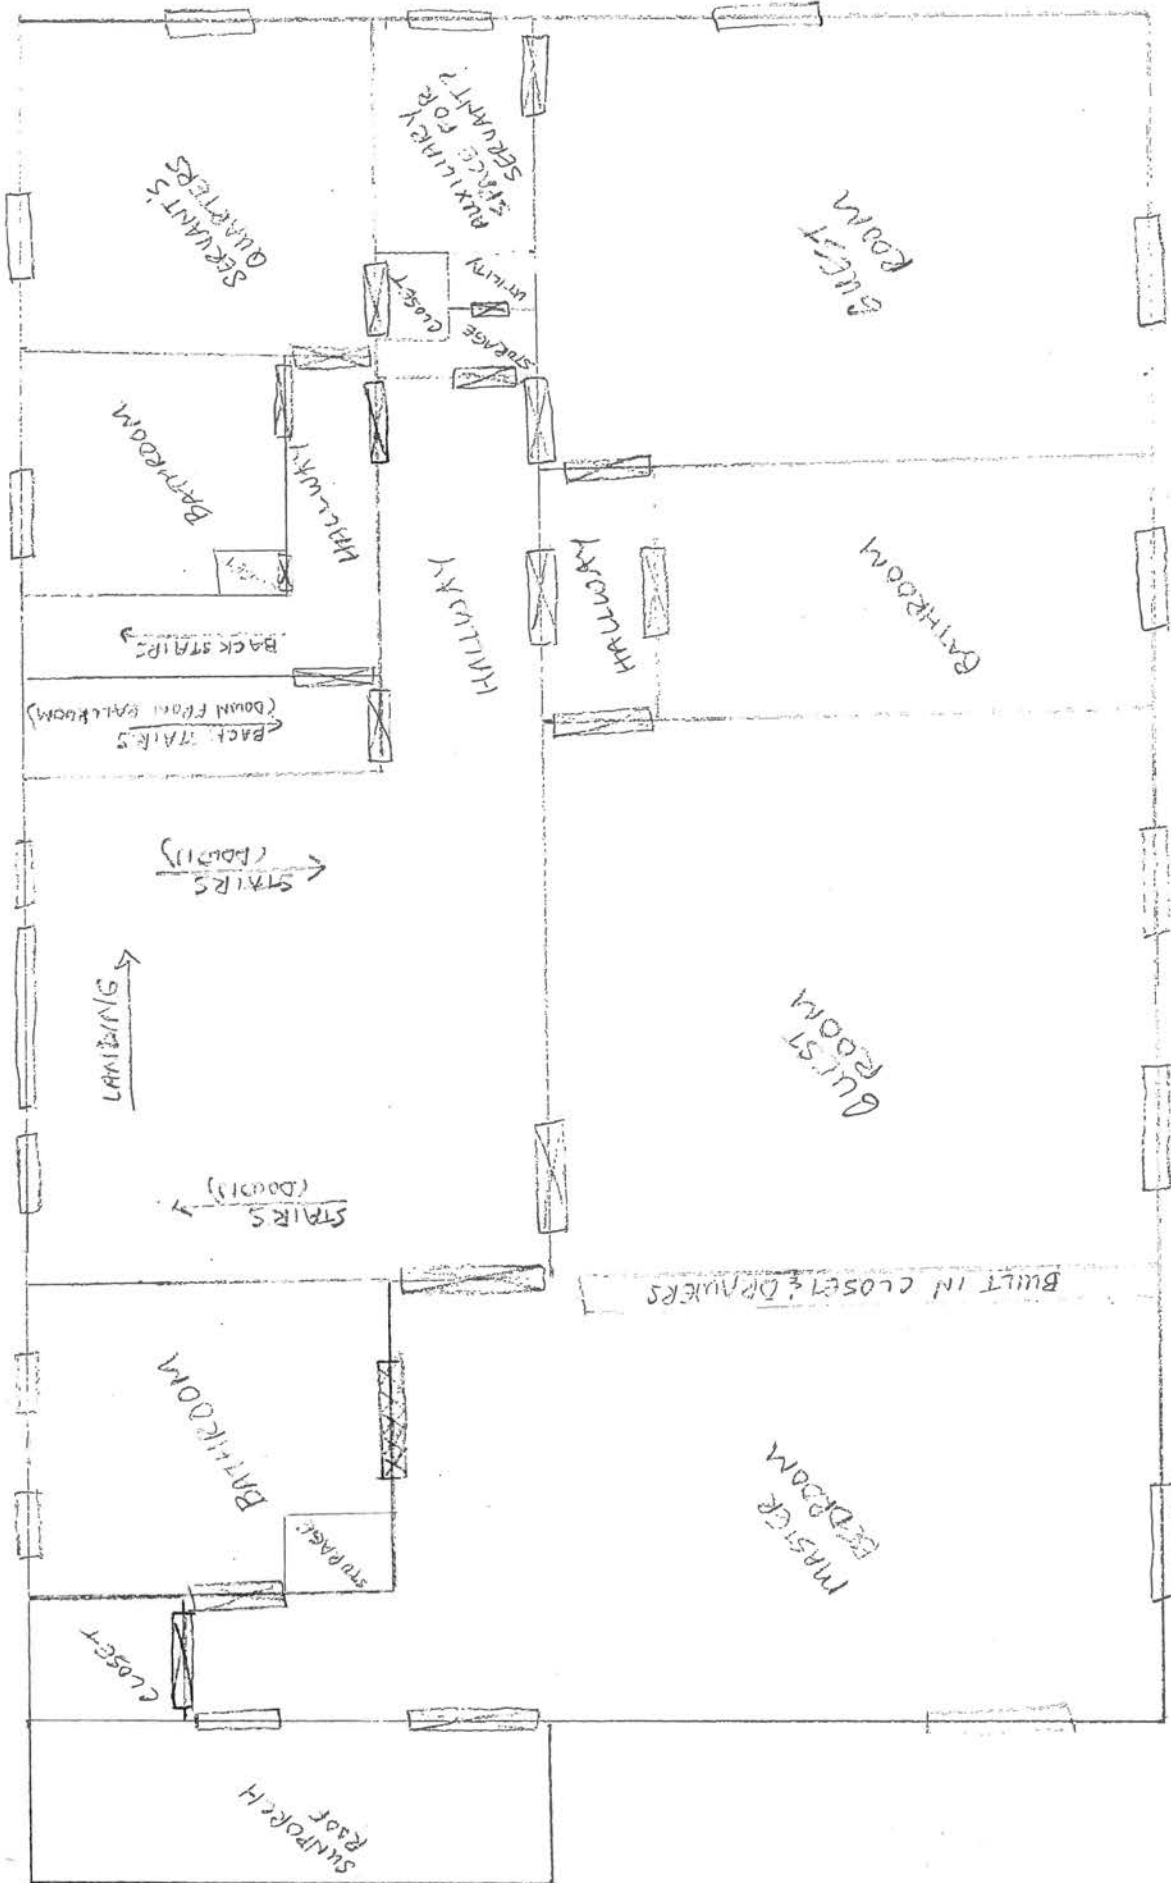 SERVANT'S
QUARTERS
AUXILIARY
SPACE FOR
SERVANT?
GUEST
ROOM
CLOSET
UTILITY
STORAGE
BATHROOM
HALLWAY
HALLWAY
HALLWAY
BATHROOM
BACK STAIRS
BACK STAIRS
(DOWN FROM BALLROOM)
STAIRS
(DOWN)
LANDING
GUEST
ROOM
STAIRS
(DOWN)
BUILT IN CLOSET & DRAWERS
BATHROOM
STORAGE
MASTER
BEDROOM
CLOSET
SUNPORCH
ROOF